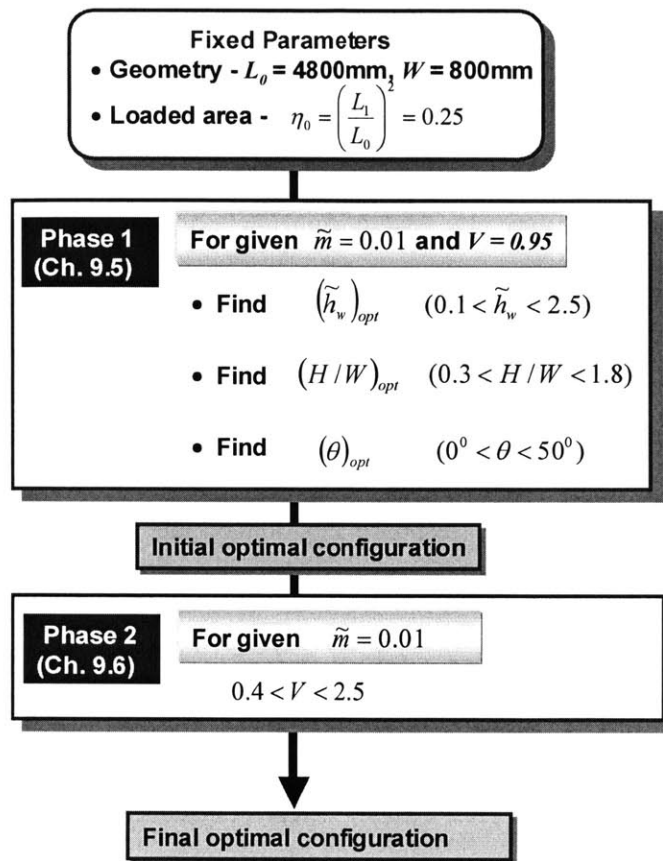 Fixed Parameters
• Geometry - L₀ = 4800mm, W = 800mm
• Loaded area - η₀ = (L₁/L₀)² = 0.25
Phase 1
(Ch. 9.5)
For given m̃ = 0.01 and V = 0.95
• Find (h̃_w)_opt (0.1 < h̃_w < 2.5)
• Find (H/W)_opt (0.3 < H/W < 1.8)
• Find (θ)_opt (0⁰ < θ < 50⁰)
Initial optimal configuration
Phase 2
(Ch. 9.6)
For given m̃ = 0.01
0.4 < V < 2.5
Final optimal configuration